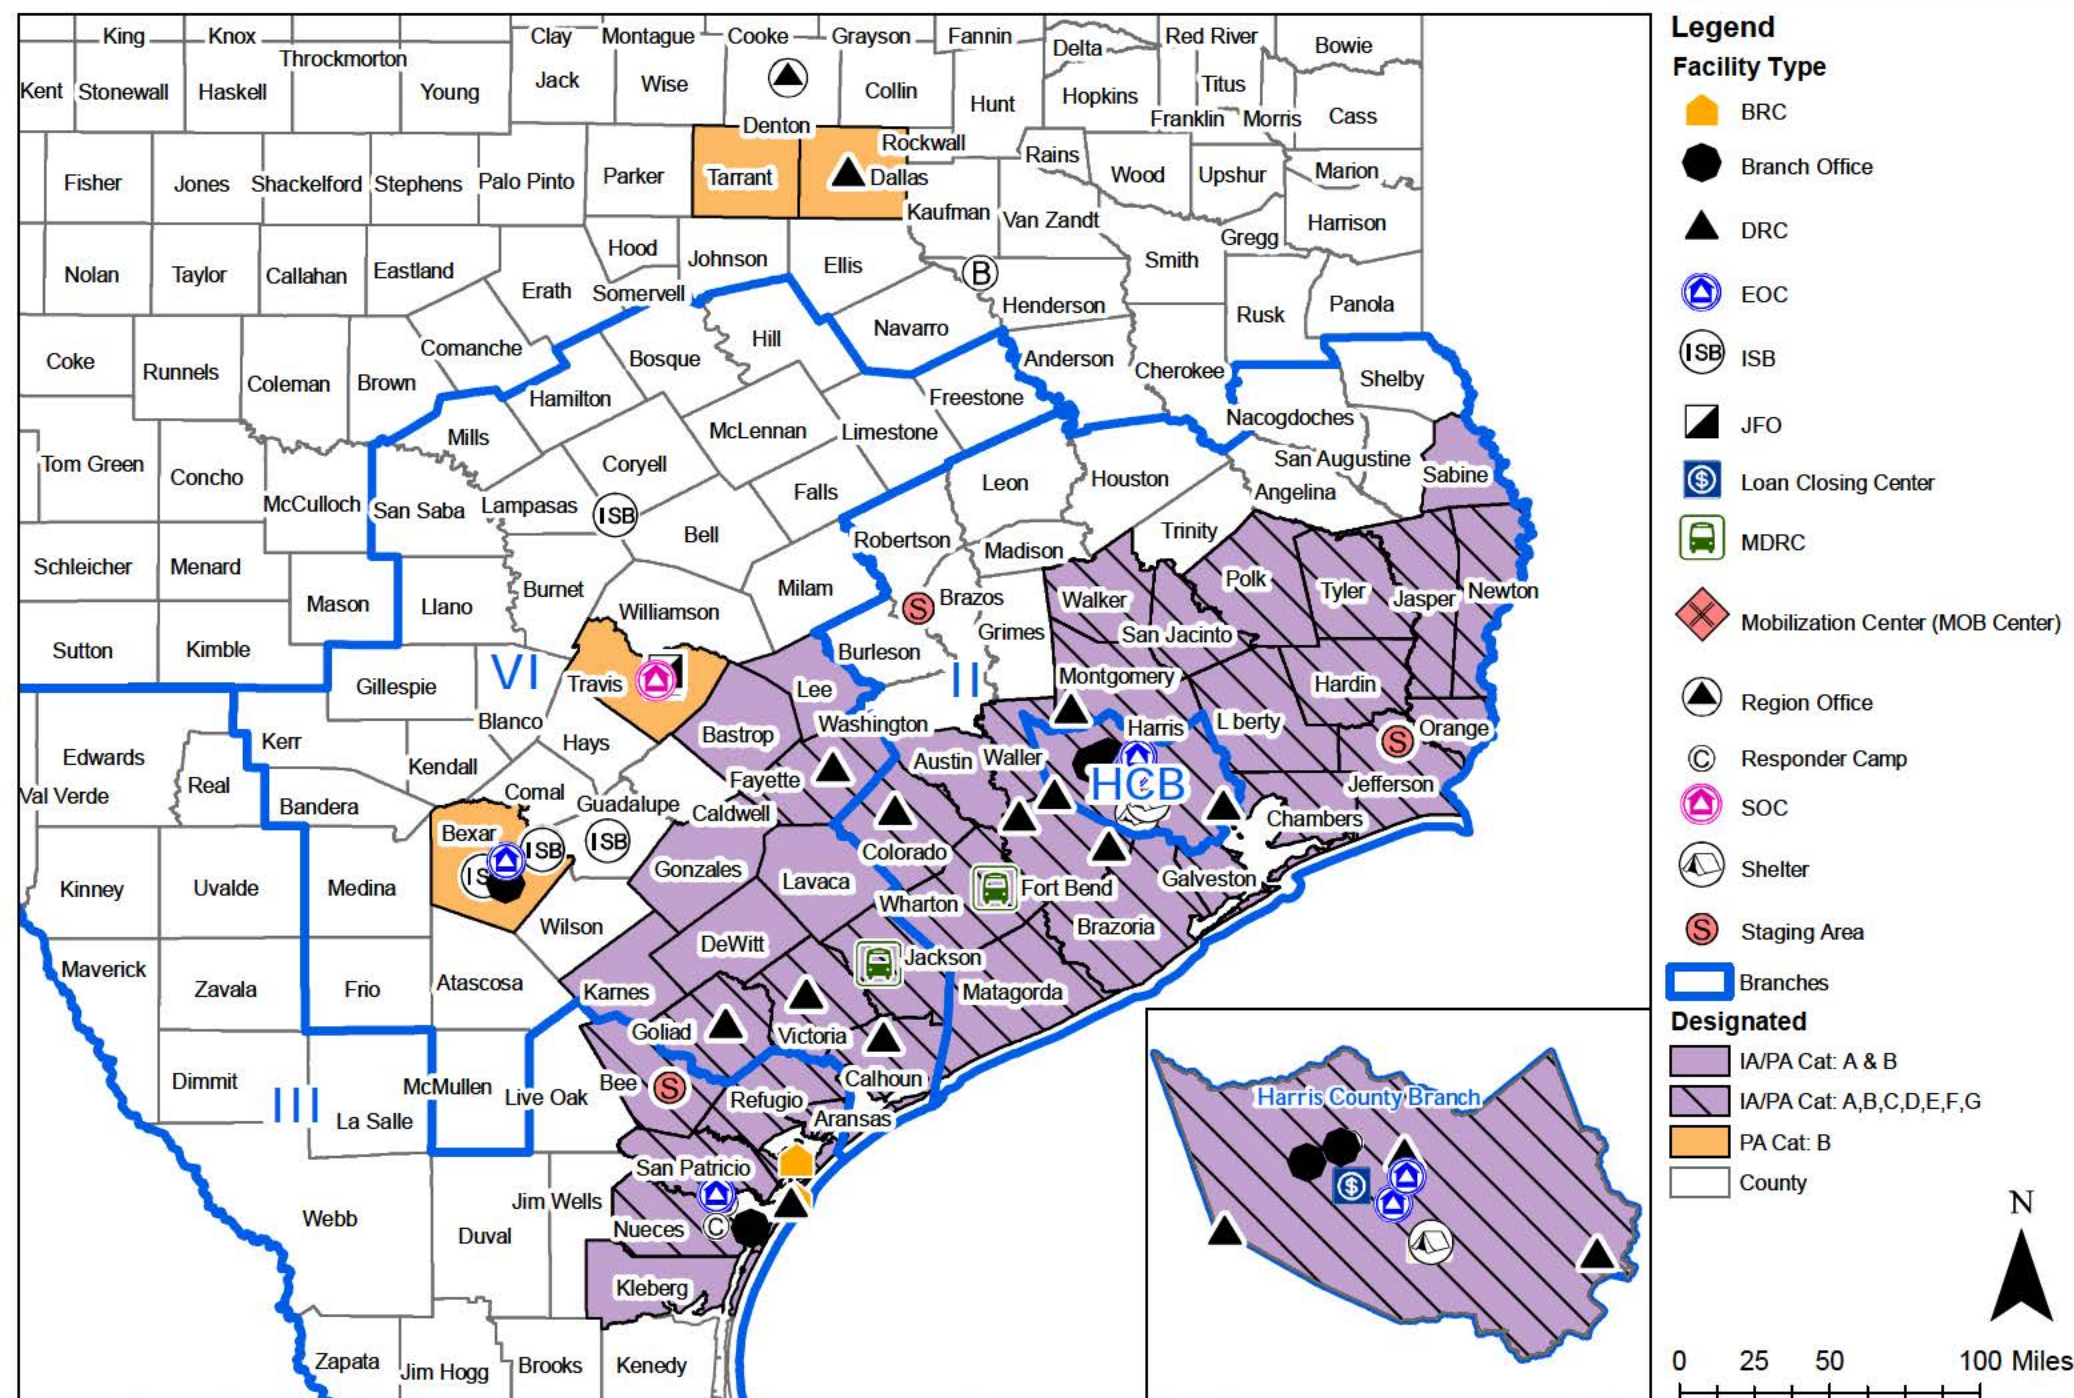 King Knox Clay Montague Cooke Grayson Fannin Delta Red River Bowie
Throckmorton
Kent Stonewall Haskell Young Jack Wise Collin Hunt Hopkins Titus
Franklin Morris Cass
Denton
Rockwall
Fisher Jones Shackelford Stephens Palo Pinto Parker Tarrant Dallas Rains Wood Upshur Marion
Kaufman Van Zandt Harrison
Nolan Taylor Callahan Eastland Hood Johnson Ellis Smith Gregg
B
Erath Somervell Henderson Rusk Panola
Coke Runnels Coleman Brown Comanche Bosque Hill Navarro Anderson Cherokee Shelby
Hamilton Freestone Nacogdoches
Mills McLennan Limestone
Tom Green Concho Coryell San Augustine Sabine
McCulloch San Saba Lampasas ISB Falls Leon Houston Angelina
Bell Robertson Trinity
Schleicher Menard Burnet Milam Madison Polk Tyler Jasper Newton
Mason Llano Williamson S Brazos Walker
Sutton Kimble Grimes San Jacinto
Burleson
Gillespie VI Travis Lee II Montgomery Hardin
Blanco Washington Harris Liberty S Orange
Edwards Kerr Hays Bastrop Austin Waller
Val Verde Real Kendall Fayette HCB Jefferson
Bandera Comal Guadalupe Caldwell Chambers
Bexar ISB ISB Colorado
IS
Kinney Uvalde Medina Gonzales Lavaca Fort Bend Galveston
Wilson Wharton Brazoria
Maverick Zavala Frio Atascosa DeWitt Jackson
Karnes Matagorda
Goliad Victoria
Dimmit III McMullen Live Oak Bee S Calhoun
La Salle Refugio
Aransas
San Patricio
Webb Duval Jim Wells Nueces C
Kleberg
Zapata Jim Hogg Brooks Kenedy
Harris County Branch
$
Legend
Facility Type
BRC
Branch Office
DRC
EOC
ISB ISB
JFO
$ Loan Closing Center
MDRC
Mobilization Center (MOB Center)
Region Office
C Responder Camp
SOC
Shelter
S Staging Area
Branches
Designated
IA/PA Cat: A & B
IA/PA Cat: A,B,C,D,E,F,G
PA Cat: B
County
N
0 25 50 100 Miles